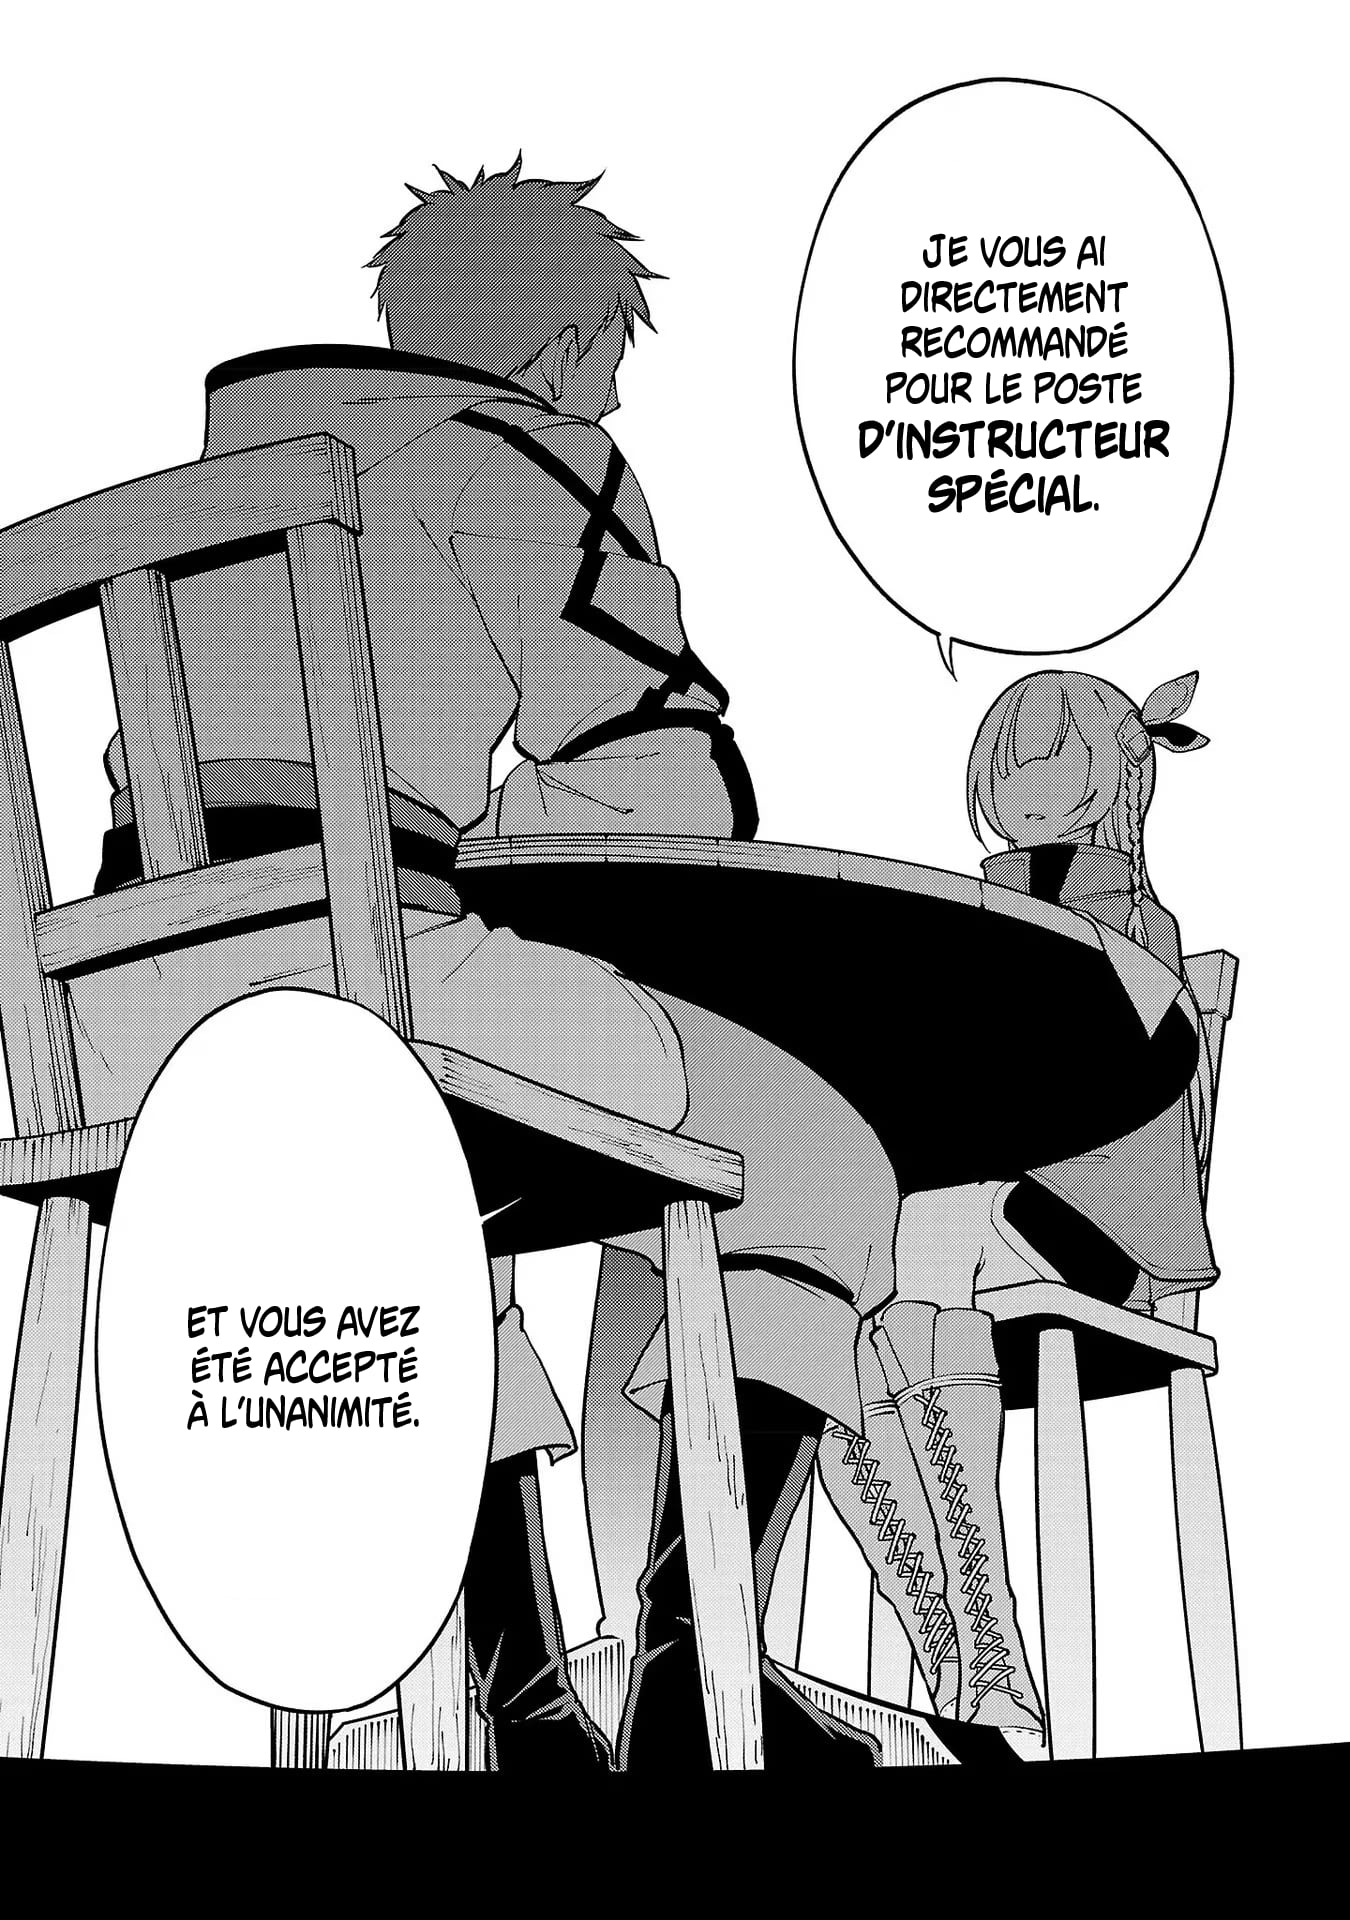 JE VOUS AI
DIRECTEMENT
RECOMMANDÉ
POUR LE POSTE
D'INSTRUCTEUR
SPÉCIAL.
ET VOUS AVEZ
ÉTÉ ACCEPTÉ
À L'UNANIMITÉ.